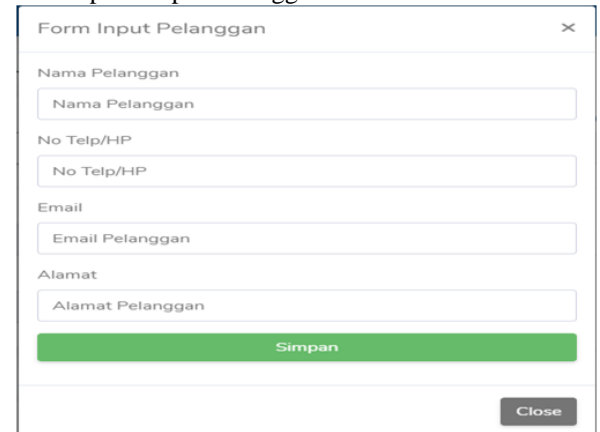 Form Input Pelanggan ×
Nama Pelanggan
Nama Pelanggan
No Telp/HP
No Telp/HP
Email
Email Pelanggan
Alamat
Alamat Pelanggan
Simpan
Close